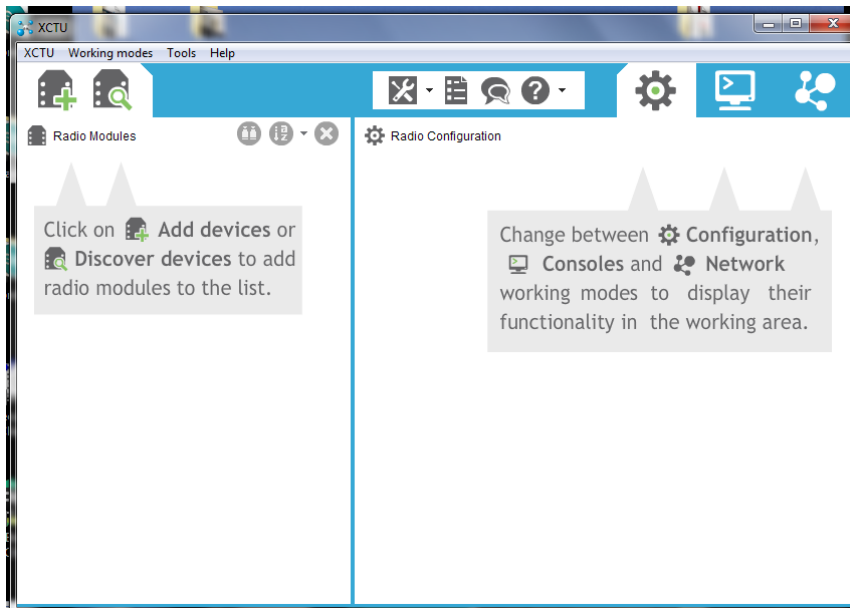 XCTU
XCTU Working modes Tools Help
Radio Modules
Radio Configuration
Click on Add devices or
Discover devices to add
radio modules to the list.
Change between Configuration,
Consoles and Network
working modes to display their
functionality in the working area.